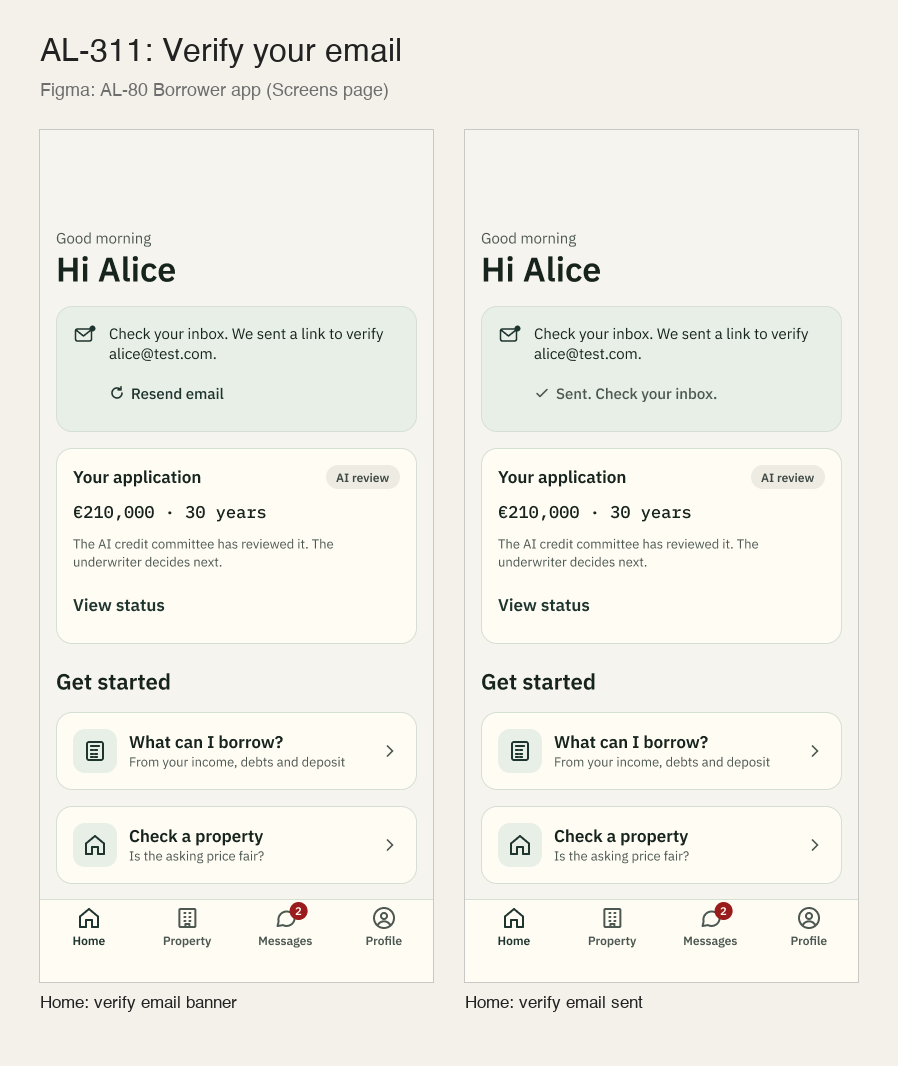 AL-311: Verify your email
Figma: AL-80 Borrower app (Screens page)
Good morning
Hi Alice
Check your inbox. We sent a link to verify
alice@test.com.
Resend email
Your application
AI review
€210,000 · 30 years
The AI credit committee has reviewed it. The
underwriter decides next.
View status
Get started
What can I borrow?
From your income, debts and deposit
Check a property
Is the asking price fair?
2
Home
Property
Messages
Profile
Home: verify email banner
Good morning
Hi Alice
Check your inbox. We sent a link to verify
alice@test.com.
Sent. Check your inbox.
Your application
AI review
€210,000 · 30 years
The AI credit committee has reviewed it. The
underwriter decides next.
View status
Get started
What can I borrow?
From your income, debts and deposit
Check a property
Is the asking price fair?
2
Home
Property
Messages
Profile
Home: verify email sent